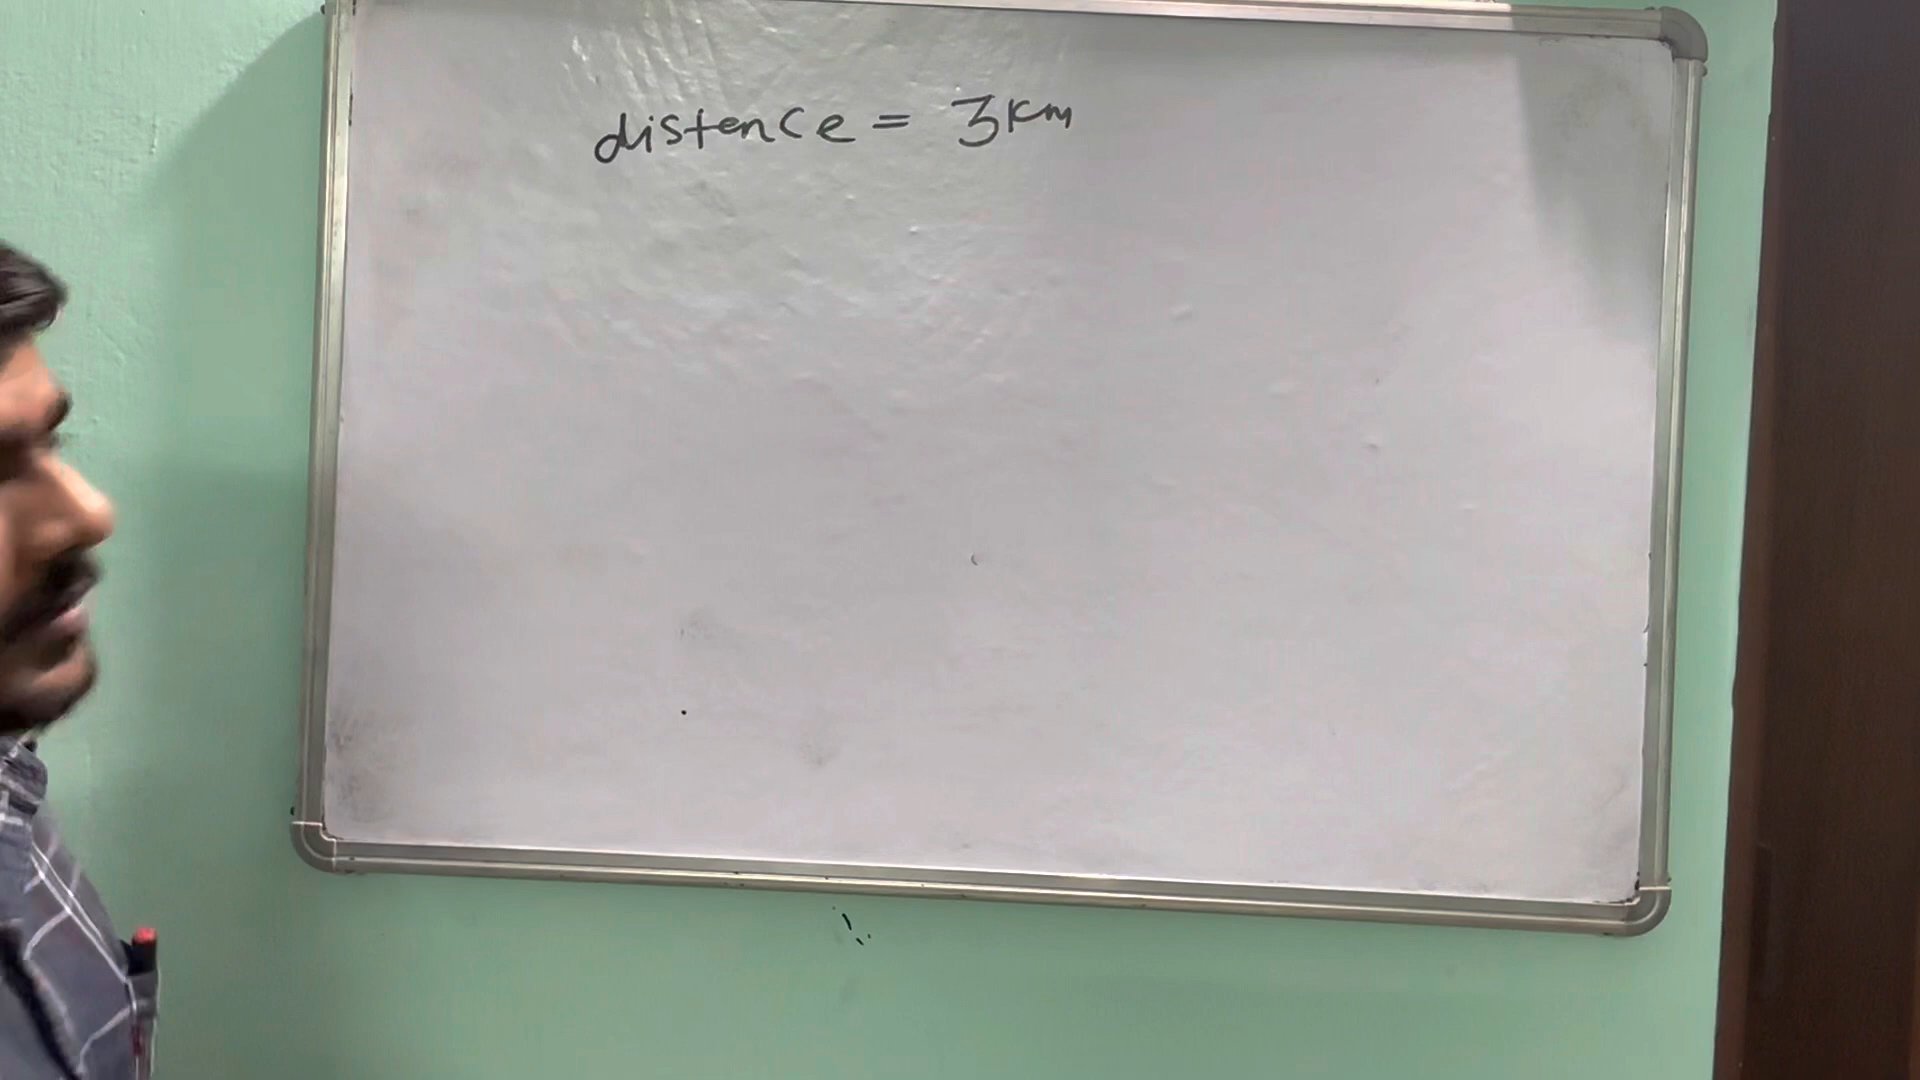 distence = 3km